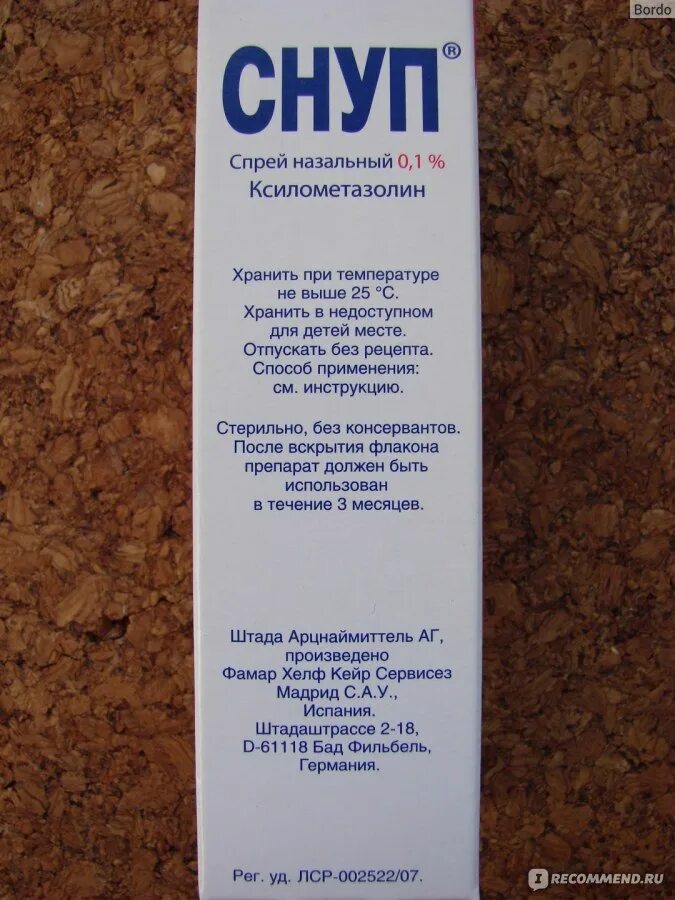 Bordo
СНУП®
Спрей назальный 0,1 %
Ксилометазолин
Хранить при температуре
не выше 25 °С.
Хранить в недоступном
для детей месте.
Отпускать без рецепта.
Способ применения:
см. инструкцию.
Стерильно, без консервантов.
После вскрытия флакона
препарат должен быть
использован
в течение 3 месяцев.
Штада Арцнаймиттель АГ,
произведено
Фамар Хелф Кейр Сервисез
Мадрид С.А.У.,
Испания.
Штадаштрассе 2-18,
D-61118 Бад Фильбель,
Германия.
Рег. уд. ЛСР-002522/07.
IRECOMMEND.RU